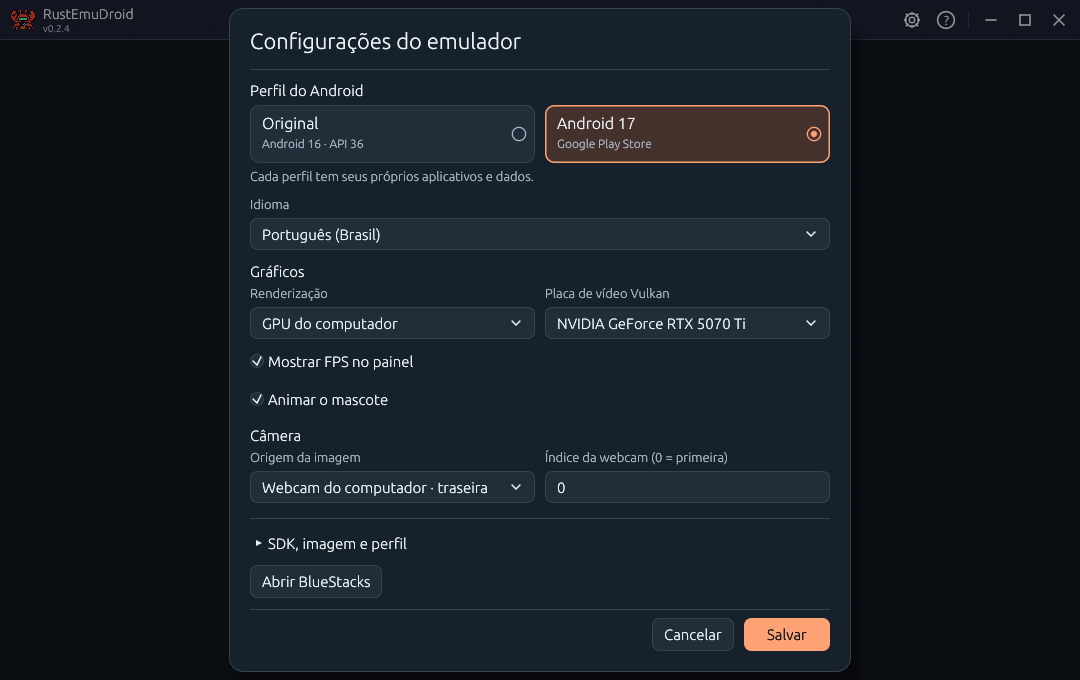 RustEmuDroid
v0.2.4
Configurações do emulador
Perfil do Android
Original
Android 16 · API 36
Android 17
Google Play Store
Cada perfil tem seus próprios aplicativos e dados.
Idioma
Português (Brasil)
Gráficos
Renderização
Placa de vídeo Vulkan
GPU do computador
NVIDIA GeForce RTX 5070 Ti
Mostrar FPS no painel
Animar o mascote
Câmera
Origem da imagem
Índice da webcam (0 = primeira)
Webcam do computador · traseira
0
SDK, imagem e perfil
Abrir BlueStacks
Cancelar
Salvar